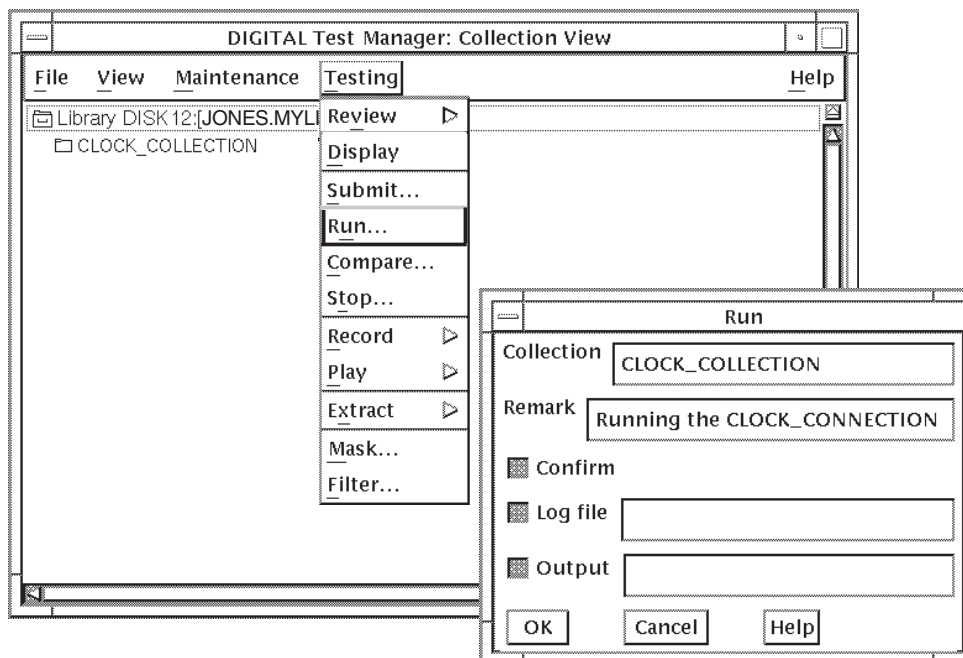 DIGITAL Test Manager: Collection View
File View Maintenance Testing Help
Library DISK12:[JONES.MYLI
CLOCK_COLLECTION
Review
Display
Submit...
Run...
Compare...
Stop...
Record
Play
Extract
Mask...
Filter...
Run
Collection CLOCK_COLLECTION
Remark Running the CLOCK_CONNECTION
Confirm
Log file
Output
OK Cancel Help